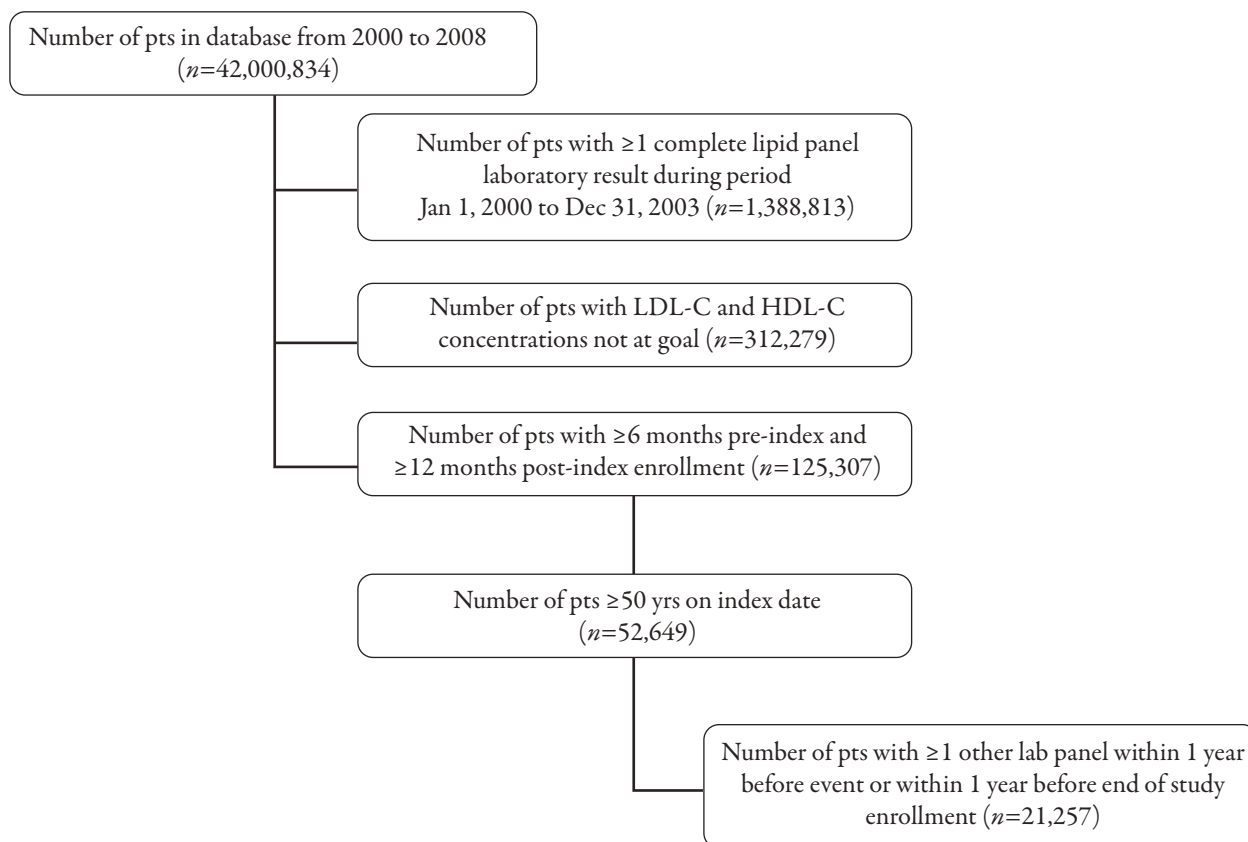 Number of pts in database from 2000 to 2008
(n=42,000,834)
Number of pts with ≥1 complete lipid panel
laboratory result during period
Jan 1, 2000 to Dec 31, 2003 (n=1,388,813)
Number of pts with LDL-C and HDL-C
concentrations not at goal (n=312,279)
Number of pts with ≥6 months pre-index and
≥12 months post-index enrollment (n=125,307)
Number of pts ≥50 yrs on index date
(n=52,649)
Number of pts with ≥1 other lab panel within 1 year
before event or within 1 year before end of study
enrollment (n=21,257)